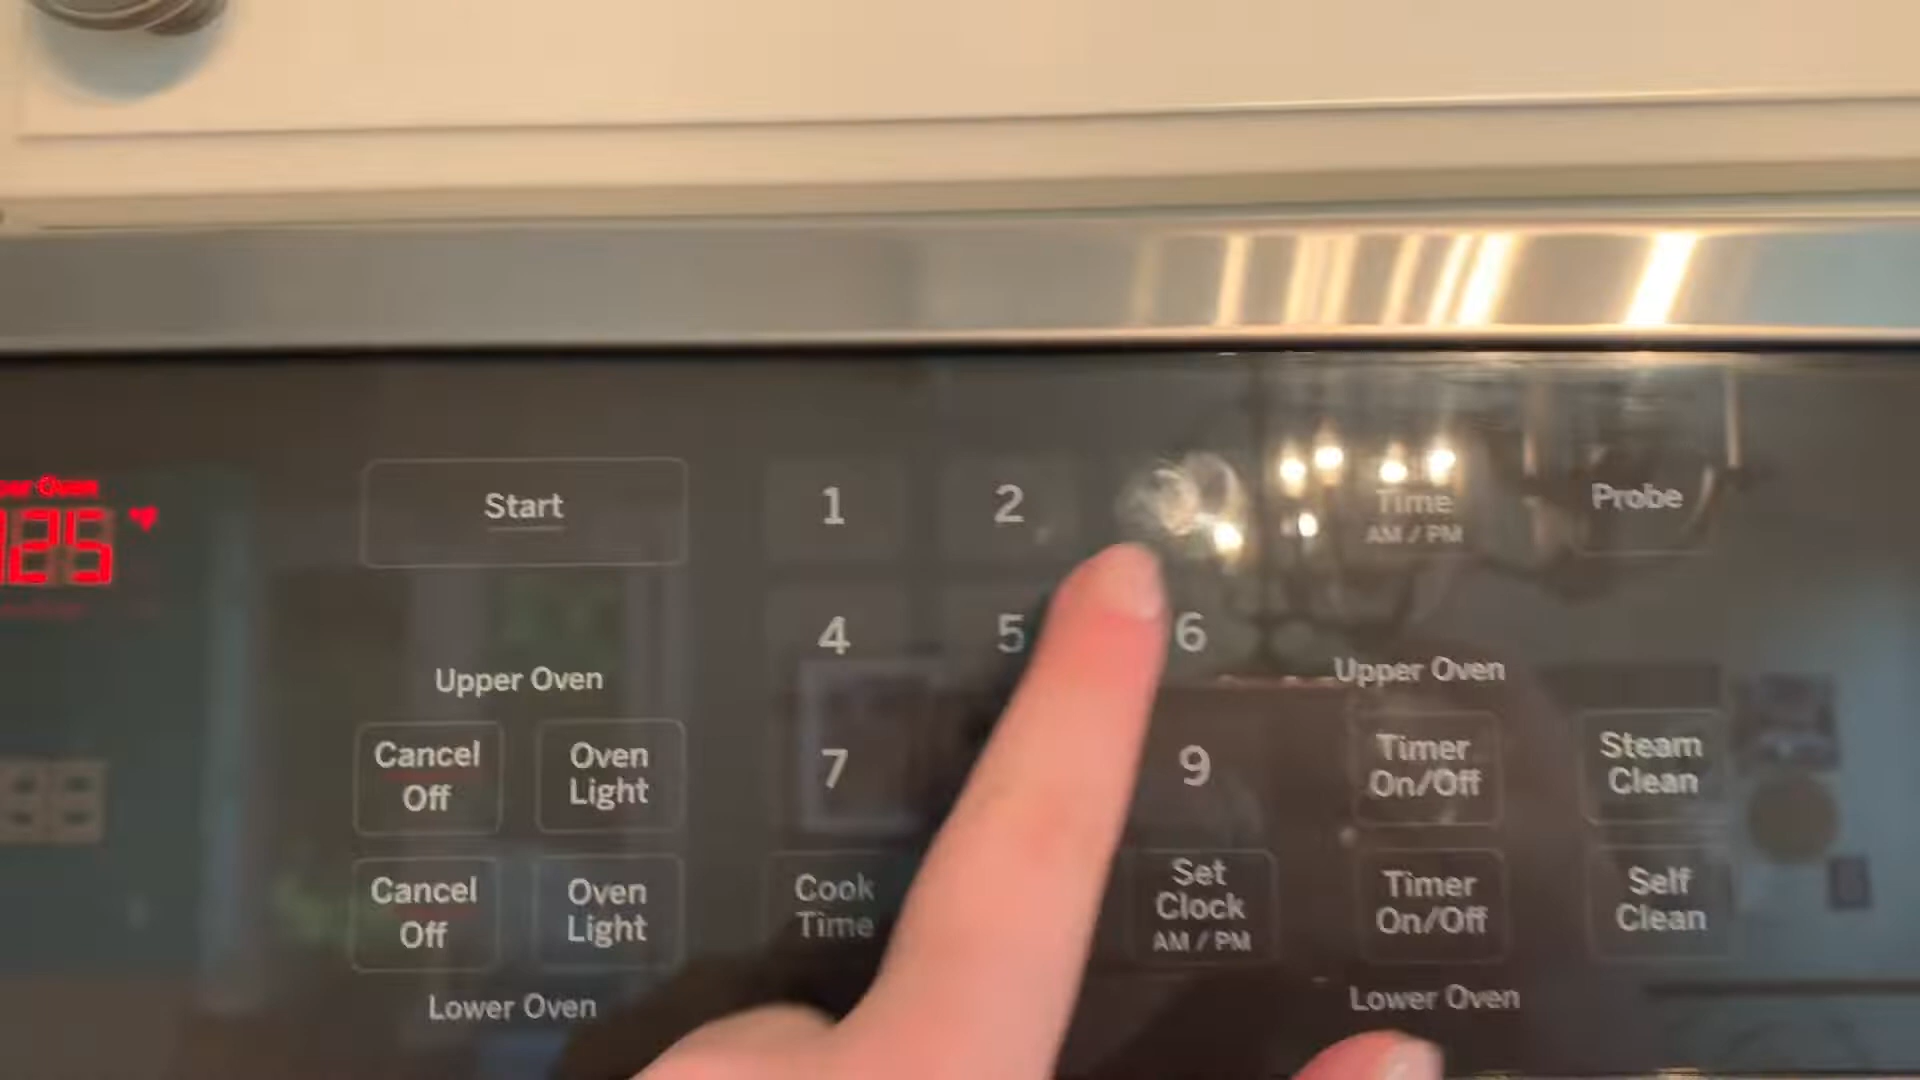 Oven
125
Start
1
2
Time
AM / PM
Probe
4
5
6
Upper Oven
Upper Oven
Cancel
Off
Oven
Light
7
9
Timer
On/Off
Steam
Clean
Cancel
Off
Oven
Light
Cook
Time
Set
Clock
AM / PM
Timer
On/Off
Self
Clean
Lower Oven
Lower Oven